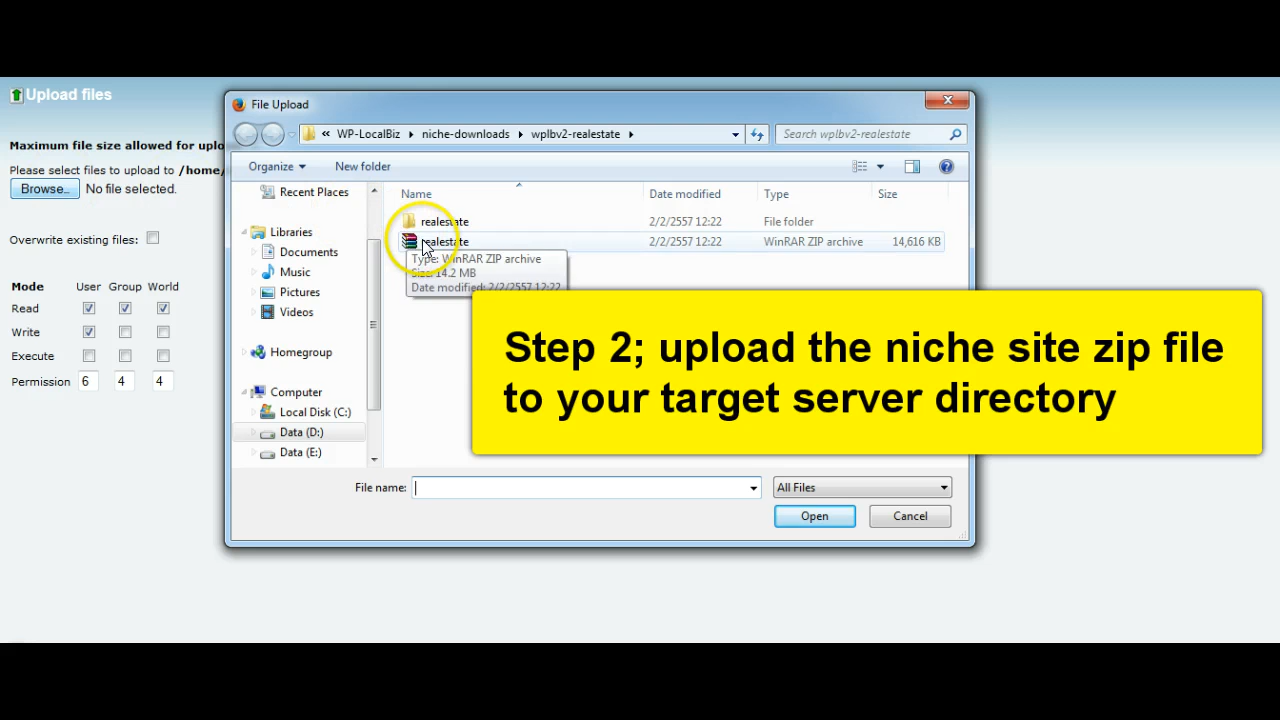 Upload files
File Upload
« WP-LocalBiz niche-downloads wplbv2-realestate
Search wplbv2-realestate
Maximum file size allowed for uplo
Please select files to upload to /home/
Browse... No file selected.
Overwrite existing files:
Mode User Group World
Read
Write
Execute
Permission 6 4 4
Organize New folder
Recent Places
Libraries
Documents
Music
Pictures
Videos
Homegroup
Computer
Local Disk (C:)
Data (D:)
Data (E:)
Name Date modified Type Size
realestate 2/2/2557 12:22 File folder
realestate 2/2/2557 12:22 WinRAR ZIP archive 14,616 KB
Type: WinRAR ZIP archive
Size: 14.2 MB
Date modified: 2/2/2557 12:22
Step 2; upload the niche site zip file
to your target server directory
File name: All Files
Open Cancel